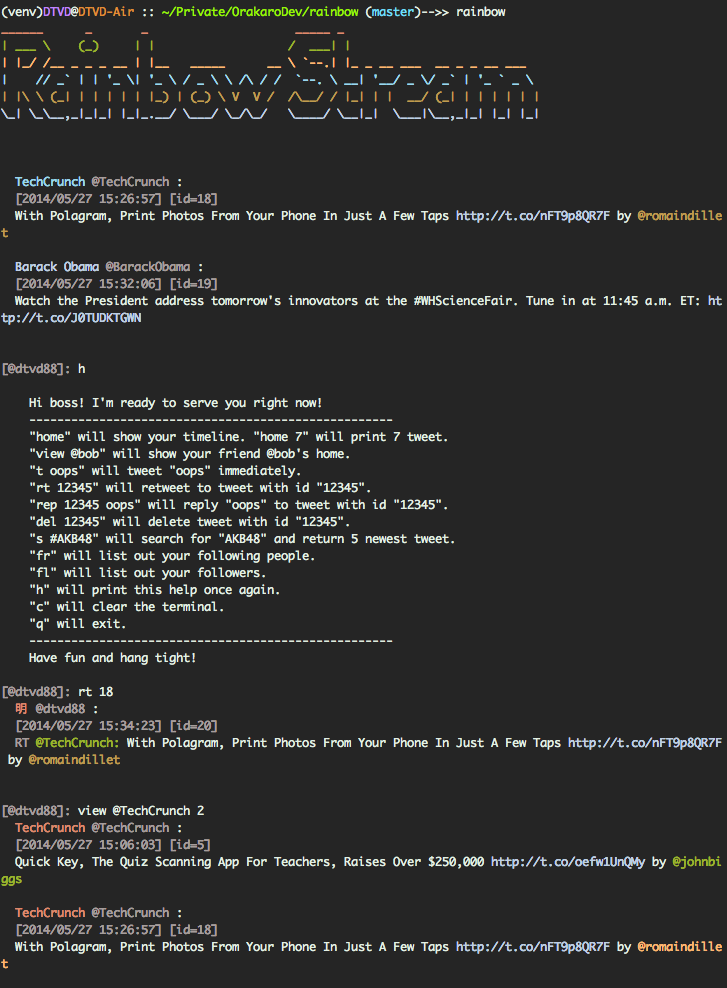 (venv)DTVD@DTVD-Air :: ~/Private/OrakaroDev/rainbow (master)-->> rainbow
RainbowStream
TechCrunch @TechCrunch :
[2014/05/27 15:26:57] [id=18]
With Polagram, Print Photos From Your Phone In Just A Few Taps http://t.co/nFT9p8QR7F by @romaindille
t
Barack Obama @BarackObama :
[2014/05/27 15:32:06] [id=19]
Watch the President address tomorrow's innovators at the #WHScienceFair. Tune in at 11:45 a.m. ET: ht
tp://t.co/J0TUDKTGWN
[@dtvd88]: h
Hi boss! I'm ready to serve you right now!
----------------------------------------------------
"home" will show your timeline. "home 7" will print 7 tweet.
"view @bob" will show your friend @bob's home.
"t oops" will tweet "oops" immediately.
"rt 12345" will retweet to tweet with id "12345".
"rep 12345 oops" will reply "oops" to tweet with id "12345".
"del 12345" will delete tweet with id "12345".
"s #AKB48" will search for "AKB48" and return 5 newest tweet.
"fr" will list out your following people.
"fl" will list out your followers.
"h" will print this help once again.
"c" will clear the terminal.
"q" will exit.
----------------------------------------------------
Have fun and hang tight!
[@dtvd88]: rt 18
明 @dtvd88 :
[2014/05/27 15:34:23] [id=20]
RT @TechCrunch: With Polagram, Print Photos From Your Phone In Just A Few Taps http://t.co/nFT9p8QR7F
by @romaindillet
[@dtvd88]: view @TechCrunch 2
TechCrunch @TechCrunch :
[2014/05/27 15:06:03] [id=5]
Quick Key, The Quiz Scanning App For Teachers, Raises Over $250,000 http://t.co/oefw1UnQMy by @johnbi
ggs
TechCrunch @TechCrunch :
[2014/05/27 15:26:57] [id=18]
With Polagram, Print Photos From Your Phone In Just A Few Taps http://t.co/nFT9p8QR7F by @romaindille
t